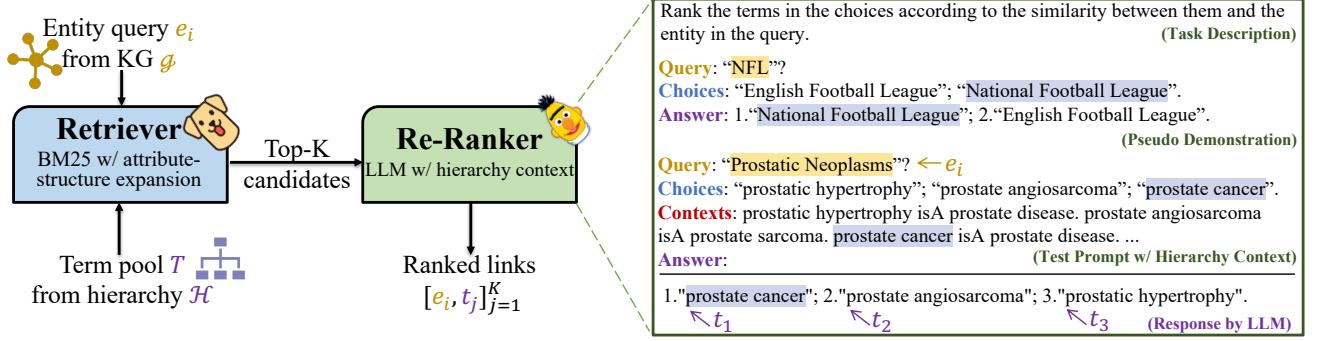 Entity query e_i
from KG 𝒢
Retriever
BM25 w/ attribute-
structure expansion
Term pool T
from hierarchy ℋ
Top-K
candidates
Re-Ranker
LLM w/ hierarchy context
Ranked links
[e_i, t_j]_{j=1}^{K}
Rank the terms in the choices according to the similarity between them and the
entity in the query.
(Task Description)
Query: “NFL”?
Choices: “English Football League”; “National Football League”.
Answer: 1.“National Football League”; 2.“English Football League”.
(Pseudo Demonstration)
Query: “Prostatic Neoplasms”? ← e_i
Choices: “prostatic hypertrophy”; “prostate angiosarcoma”; “prostate cancer”.
Contexts: prostatic hypertrophy isA prostate disease. prostate angiosarcoma
isA prostate sarcoma. prostate cancer isA prostate disease. ...
Answer:
(Test Prompt w/ Hierarchy Context)
1."prostate cancer"; 2."prostate angiosarcoma"; 3."prostatic hypertrophy".
t_1 t_2 t_3
(Response by LLM)